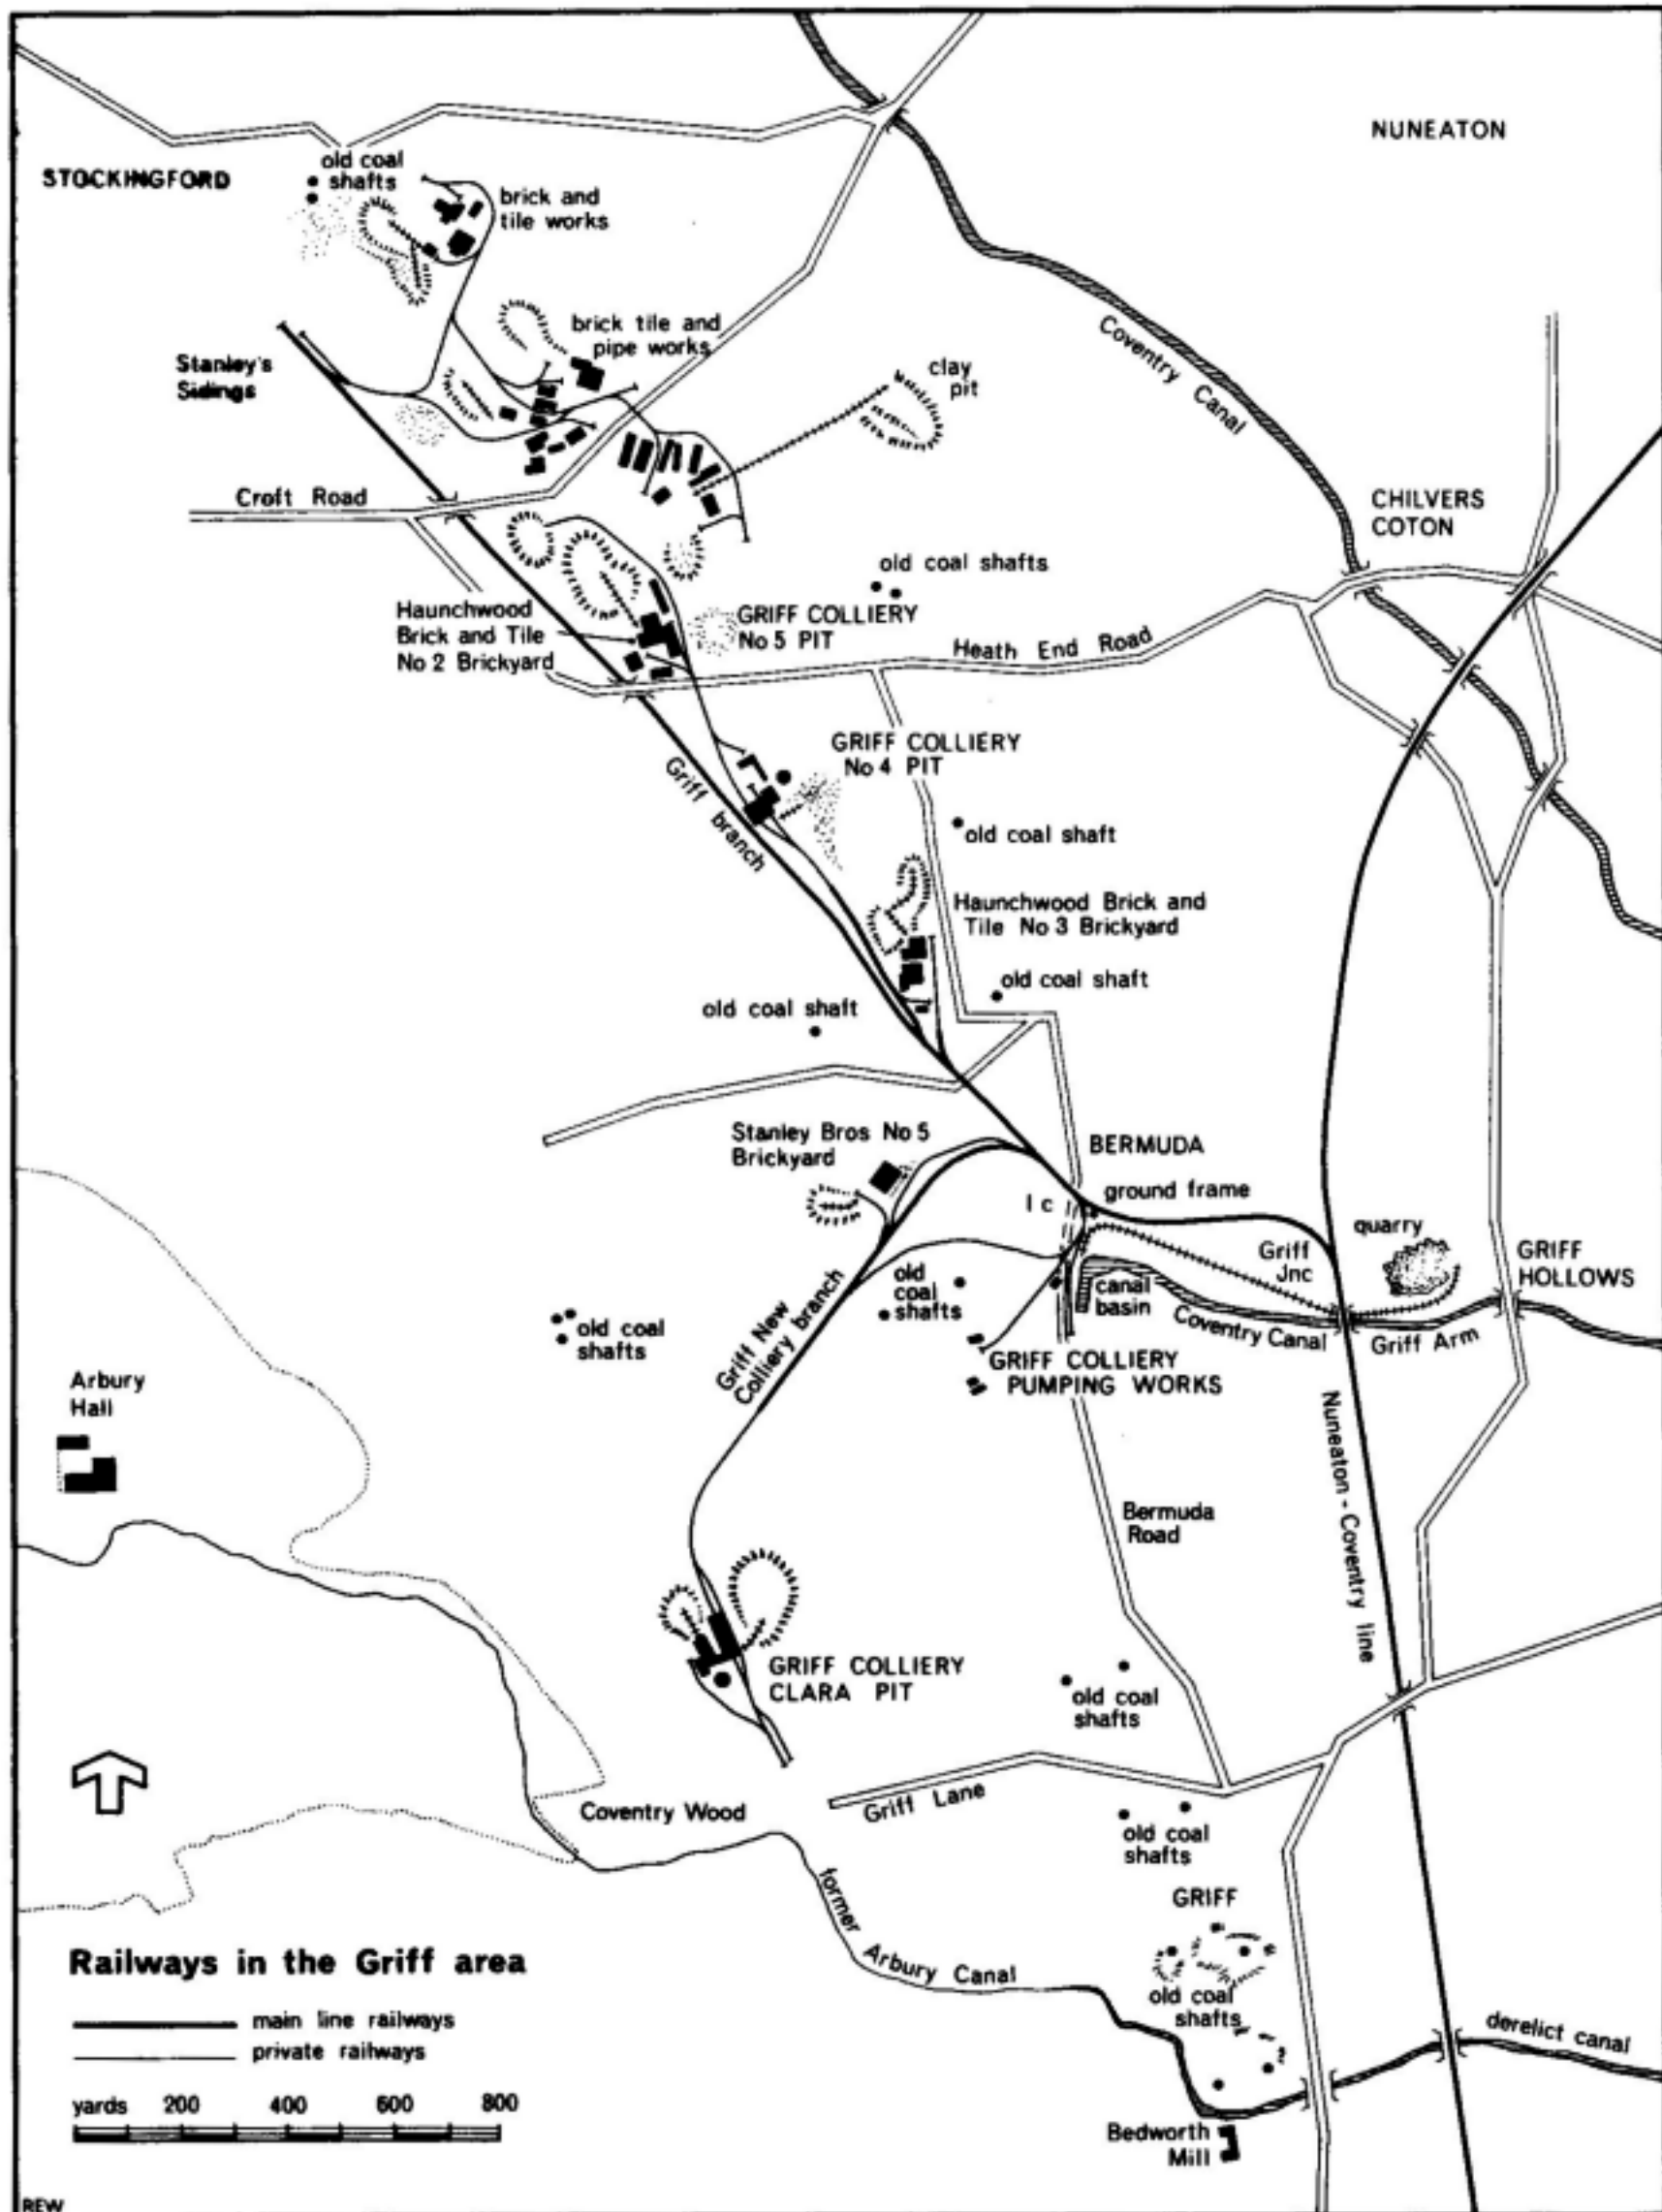 NUNEATON
STOCKINGFORD
old coal
shafts
brick and
tile works
brick tile and
pipe works
Stanley's
Sidings
clay
pit
Coventry Canal
Croft Road
CHILVERS
COTON
old coal shafts
Haunchwood
Brick and Tile
No 2 Brickyard
GRIFF COLLIERY
No 5 PIT
Heath End Road
GRIFF COLLIERY
No 4 PIT
Griff
branch
old coal shaft
Haunchwood Brick and
Tile No 3 Brickyard
old coal shaft
old coal shaft
Stanley Bros No 5
Brickyard
BERMUDA
l c
ground frame
quarry
Griff
Jnc
GRIFF
HOLLOWS
old
coal
shafts
canal
basin
Coventry Canal
Griff Arm
old coal
shafts
Griff New
Colliery branch
GRIFF COLLIERY
PUMPING WORKS
Arbury
Hall
Nuneaton - Coventry line
Bermuda
Road
GRIFF COLLIERY
CLARA PIT
old coal
shafts
Coventry Wood
Griff Lane
old coal
shafts
former
Arbury Canal
GRIFF
old coal
shafts
derelict canal
Railways in the Griff area
main line railways
private railways
yards 200 400 600 800
Bedworth
Mill
REW